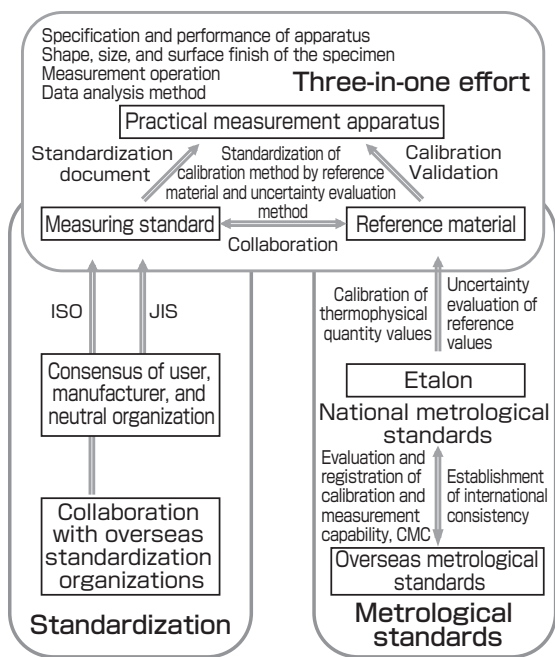 Specification and performance of apparatus
Shape, size, and surface finish of the specimen
Measurement operation
Data analysis method
Three-in-one effort
Practical measurement apparatus
Standardization
document
Standardization of
calibration method by reference
material and uncertainty evaluation
method
Calibration
Validation
Measuring standard
Collaboration
Reference material
ISO
JIS
Consensus of user,
manufacturer, and
neutral organization
Collaboration
with overseas
standardization
organizations
Standardization
Calibration of
thermophysical
quantity values
Uncertainty
evaluation of
reference
values
Etalon
National metrological
standards
Evaluation and
registration of
calibration and
measurement
capability, CMC
Establishment
of international
consistency
Overseas metrological
standards
Metrological
standards